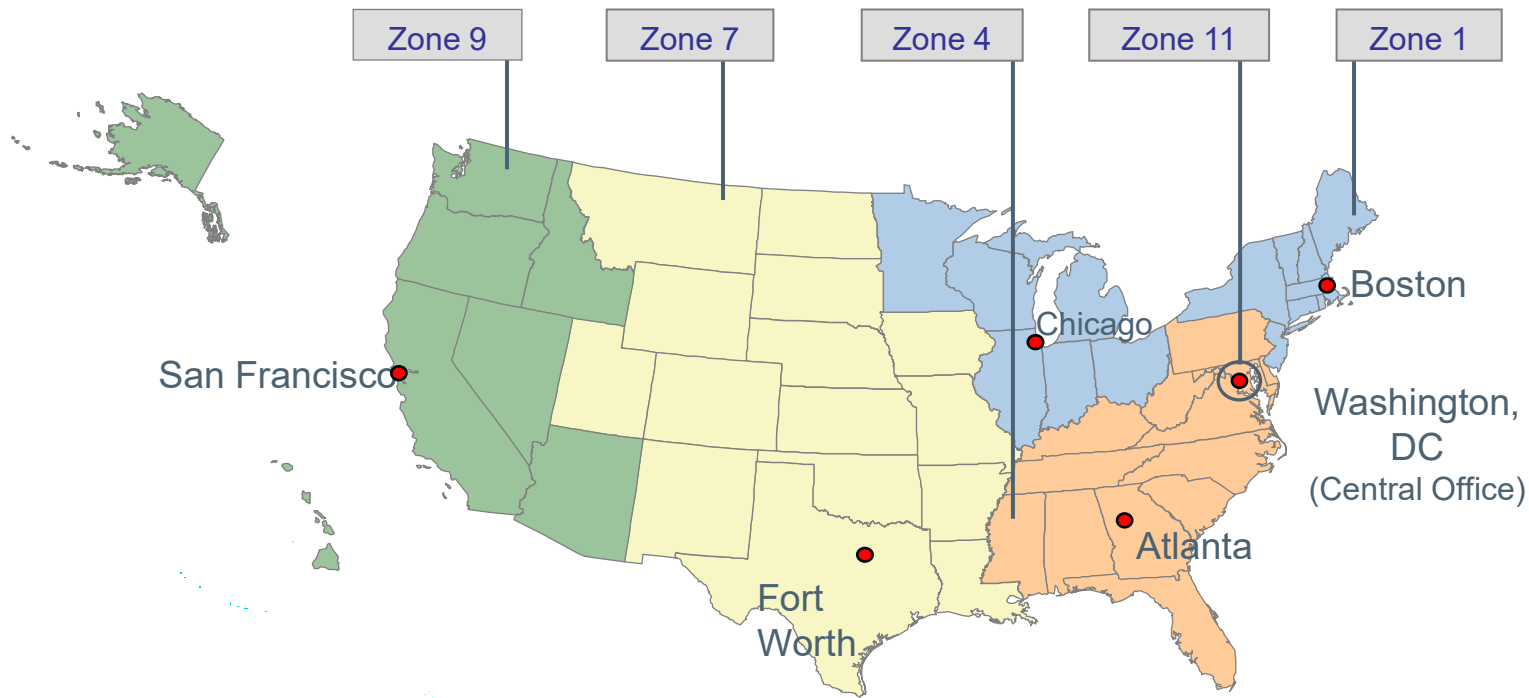 Zone 9
Zone 7
Zone 4
Zone 11
Zone 1
Boston
Chicago
San Francisco
Washington,
DC
(Central Office)
Atlanta
Fort
Worth